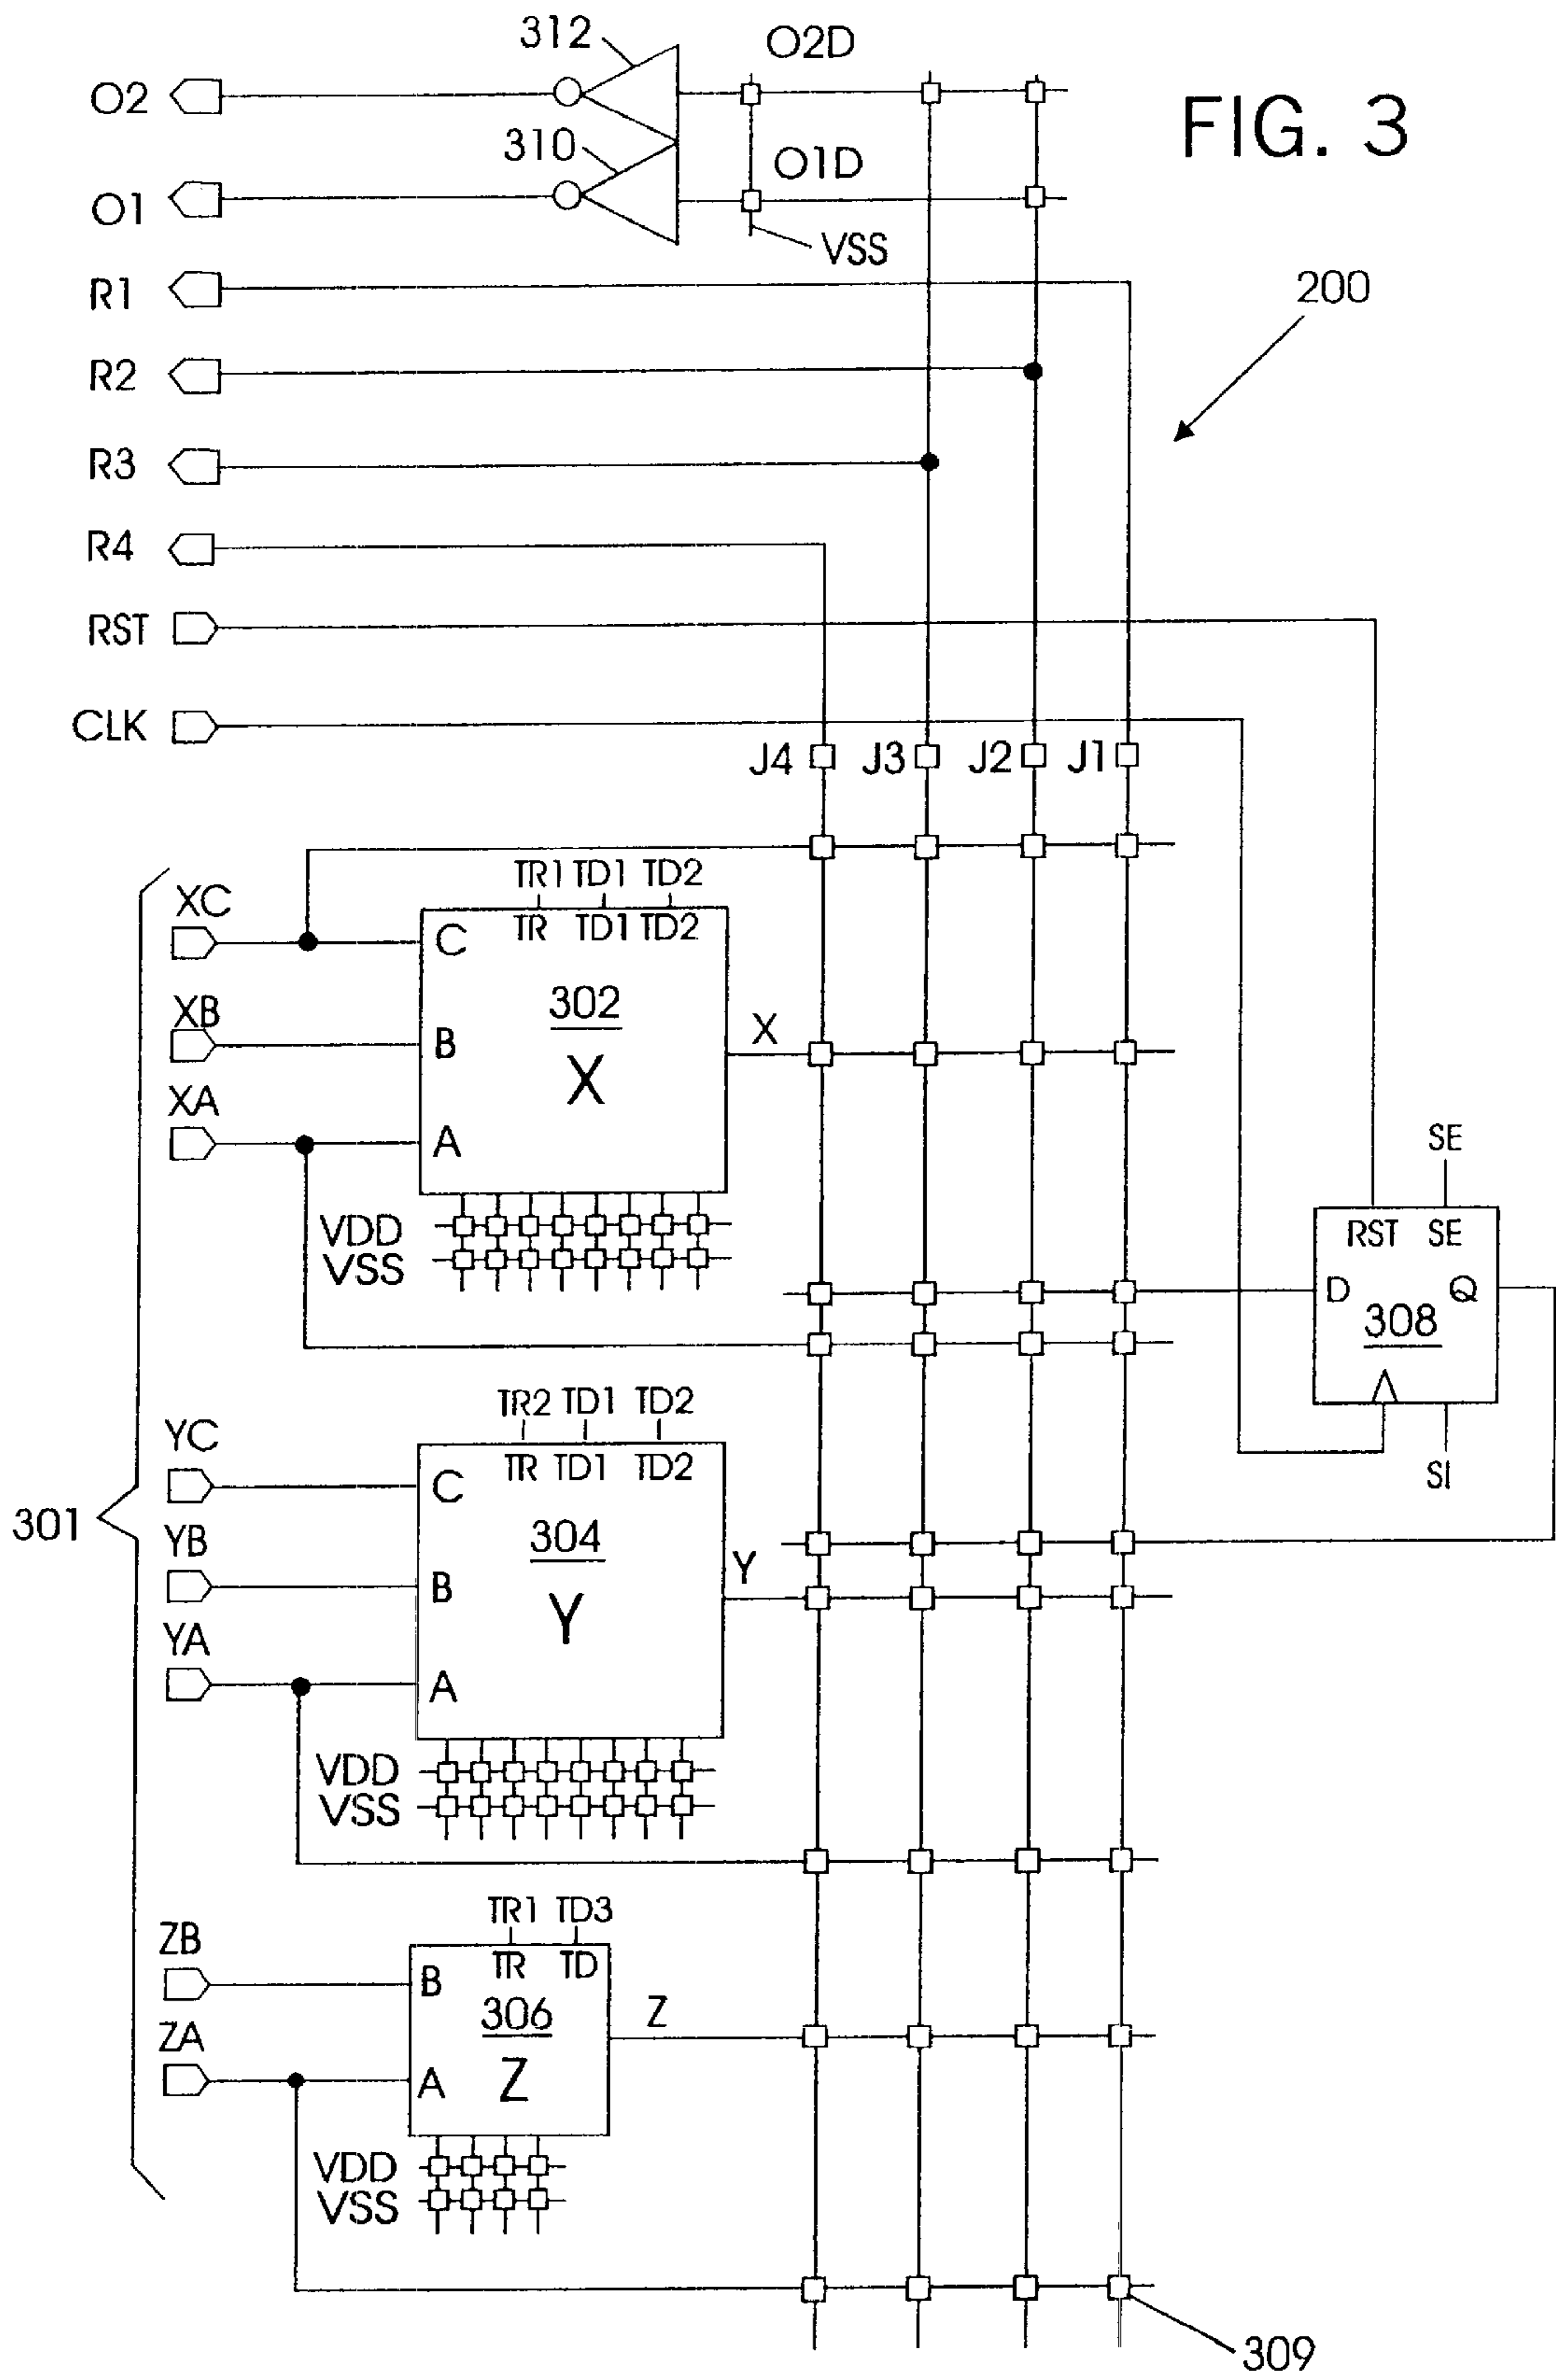 312 O2D
O2
FIG. 3
310 O1D
O1
VSS
R1
200
R2
R3
R4
RST
CLK
J4 J3 J2 J1
TR1 TD1 TD2
XC
TR TD1 TD2
C
302
XB
B X
X
XA
A
SE
VDD
RST SE
VSS
D Q
308
TR2 TD1 TD2
YC
TR TD1 TD2
SI
C
301
304
YB
Y
B
Y
YA
A
VDD
VSS
TR1 TD3
ZB
TR TD
B
306 Z
ZA
A Z
VDD
VSS
309